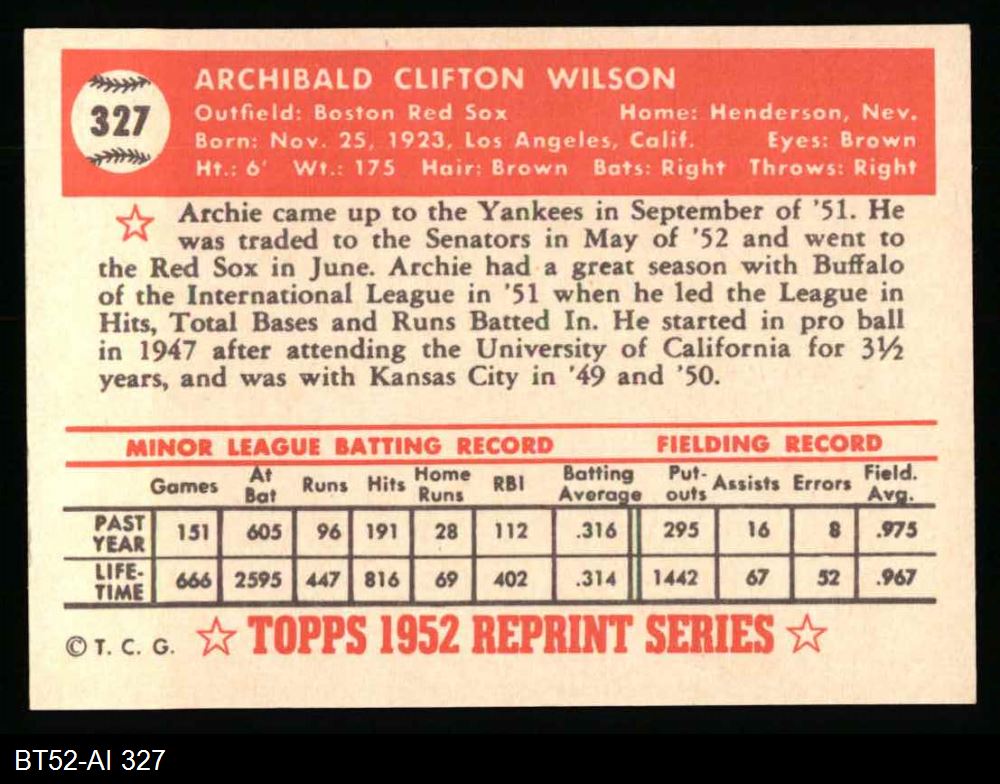 327
ARCHIBALD CLIFTON WILSON
Outfield: Boston Red Sox Home: Henderson, Nev.
Born: Nov. 25, 1923, Los Angeles, Calif. Eyes: Brown
Ht.: 6' Wt.: 175 Hair: Brown Bats: Right Throws: Right
Archie came up to the Yankees in September of '51. He
was traded to the Senators in May of '52 and went to
the Red Sox in June. Archie had a great season with Buffalo
of the International League in '51 when he led the League in
Hits, Total Bases and Runs Batted In. He started in pro ball
in 1947 after attending the University of California for 3½
years, and was with Kansas City in '49 and '50.
MINOR LEAGUE BATTING RECORD FIELDING RECORD
Games At Bat Runs Hits Home Runs RBI Batting Average Put-outs Assists Errors Field. Avg.
PAST YEAR 151 605 96 191 28 112 .316 295 16 8 .975
LIFE-TIME 666 2595 447 816 69 402 .314 1442 67 52 .967
© T. C. G. ☆ TOPPS 1952 REPRINT SERIES ☆
BT52-AI 327